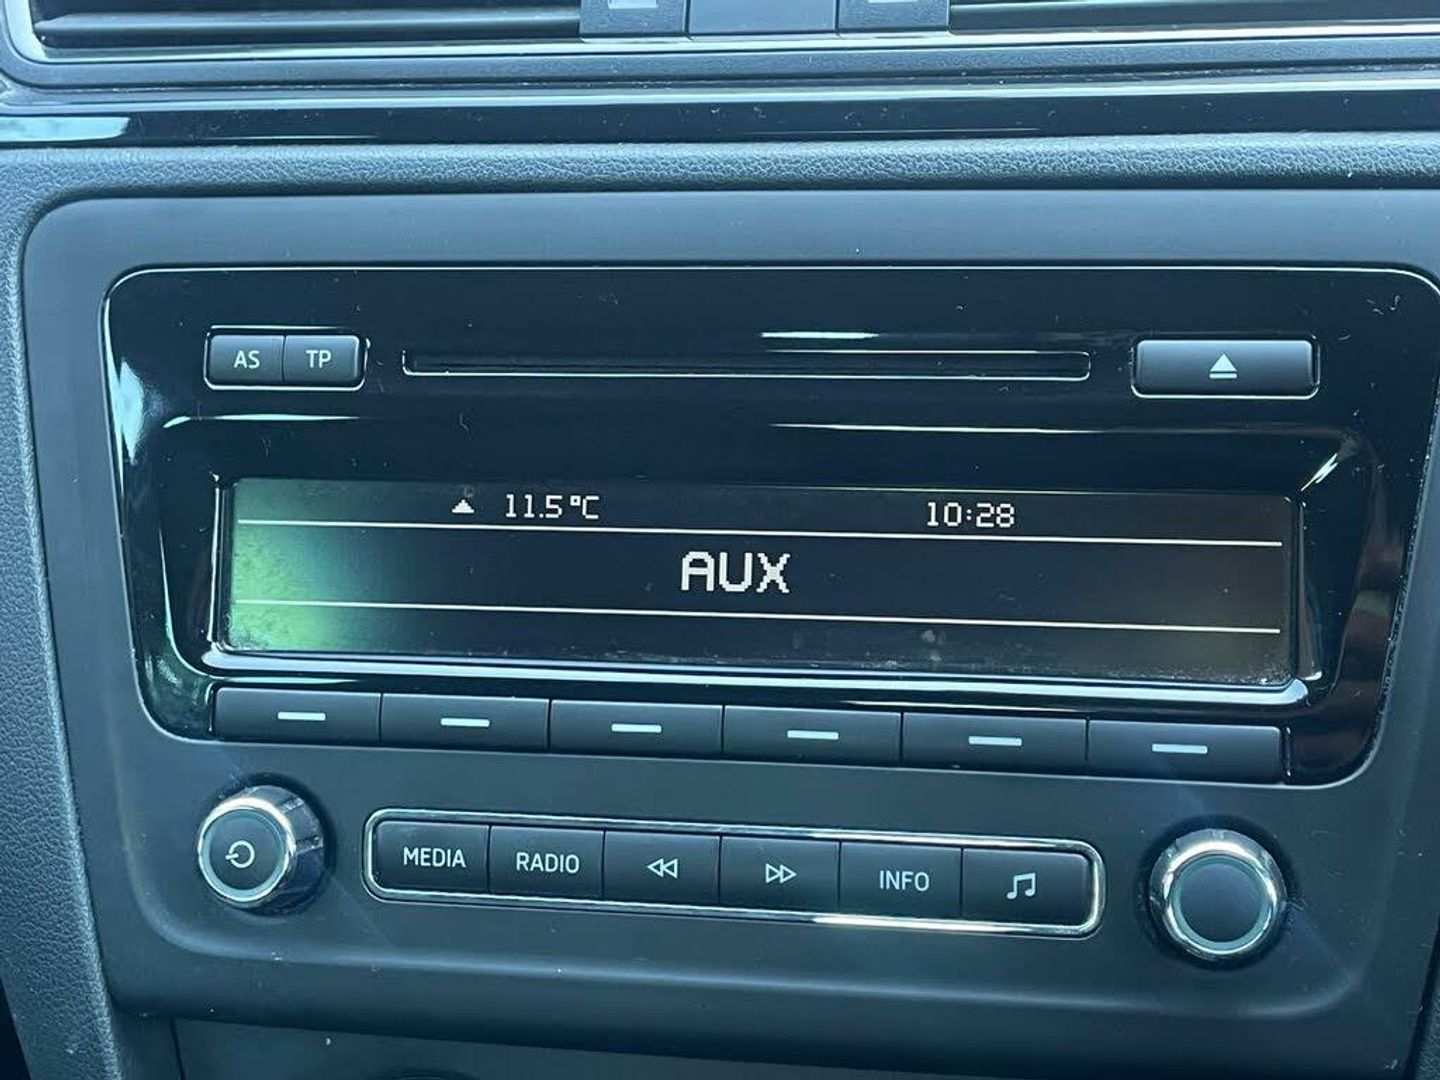 AS TP
11.5°C 10:28
AUX
MEDIA RADIO INFO